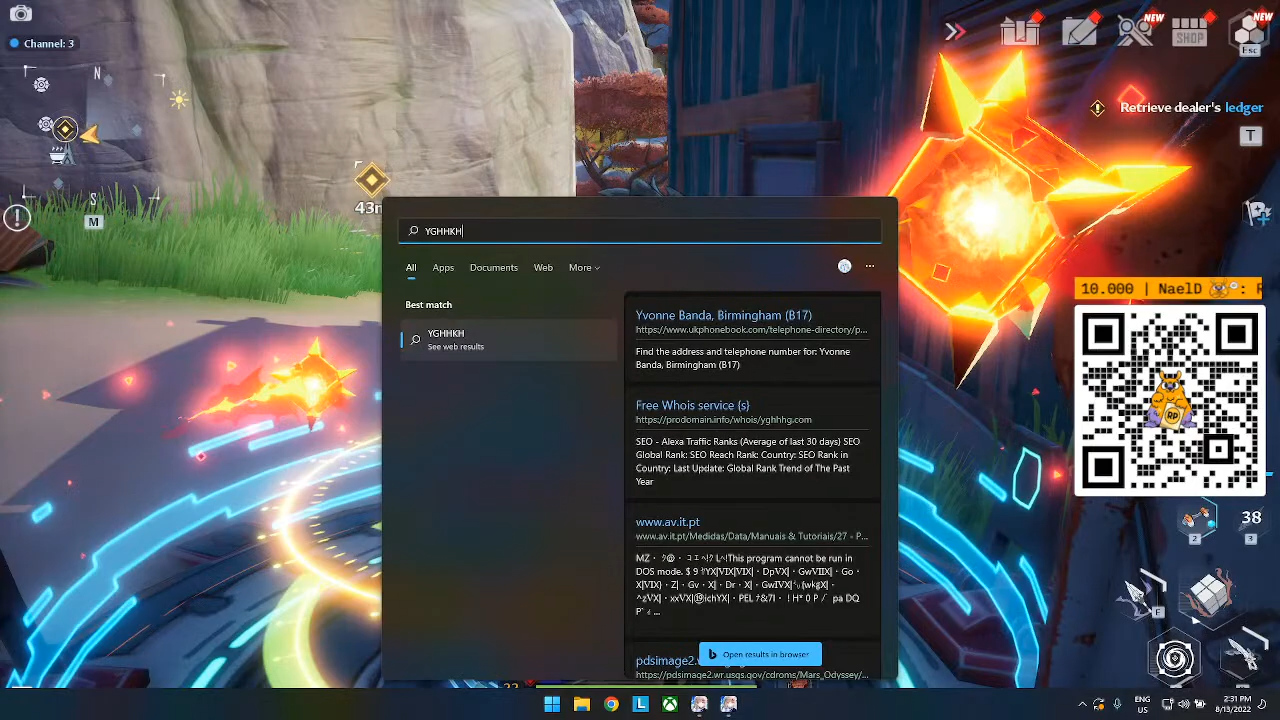 Channel: 3
N
S
M
43m
NEW
SHOP
NEW
Esc
Retrieve dealer's ledger
T
YGHHKH
All Apps Documents Web More
Best match
YGHHKH
See web results
Yvonne Banda, Birmingham (B17)
https://www.ukphonebook.com/telephone-directory/p...
Find the address and telephone number for: Yvonne
Banda, Birmingham (B17)
Free Whois service (s)
https://prodomain.info/whois/yghhhg.com
SEO - Alexa Traffic Ranks (Average of last 30 days) SEO
Global Rank: SEO Reach Rank: Country: SEO Rank in
Country: Last Update: Global Rank Trend of The Past
Year
www.av.it.pt
www.av.it.pt/Medidas/Data/Manuais & Tutoriais/27 - P...
This program cannot be run in
DOS mode.
pdsimage2.
https://pdsimage2.wr.usgs.gov/cdroms/Mars_Odyssey/...
Open results in browser
10.000 | NaelD
RP
2
38
3
F
ENG
US
2:31 PM
8/13/2022